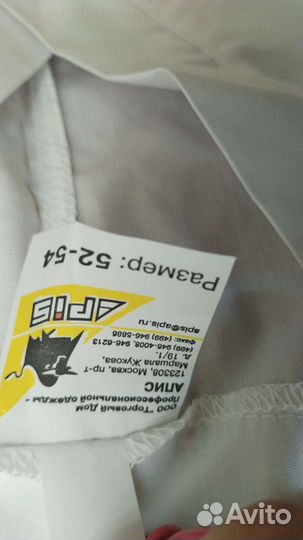 ООО "Торговый Дом
Профессиональной одежды -
АПИС
123308, Москва, пр-т
Маршала Жукова,
д. 19/1.
(499) 946-4008, 946-6213
факс: (499) 946-5886
apis@apis.ru
apis
Размер: 52-54
Avito